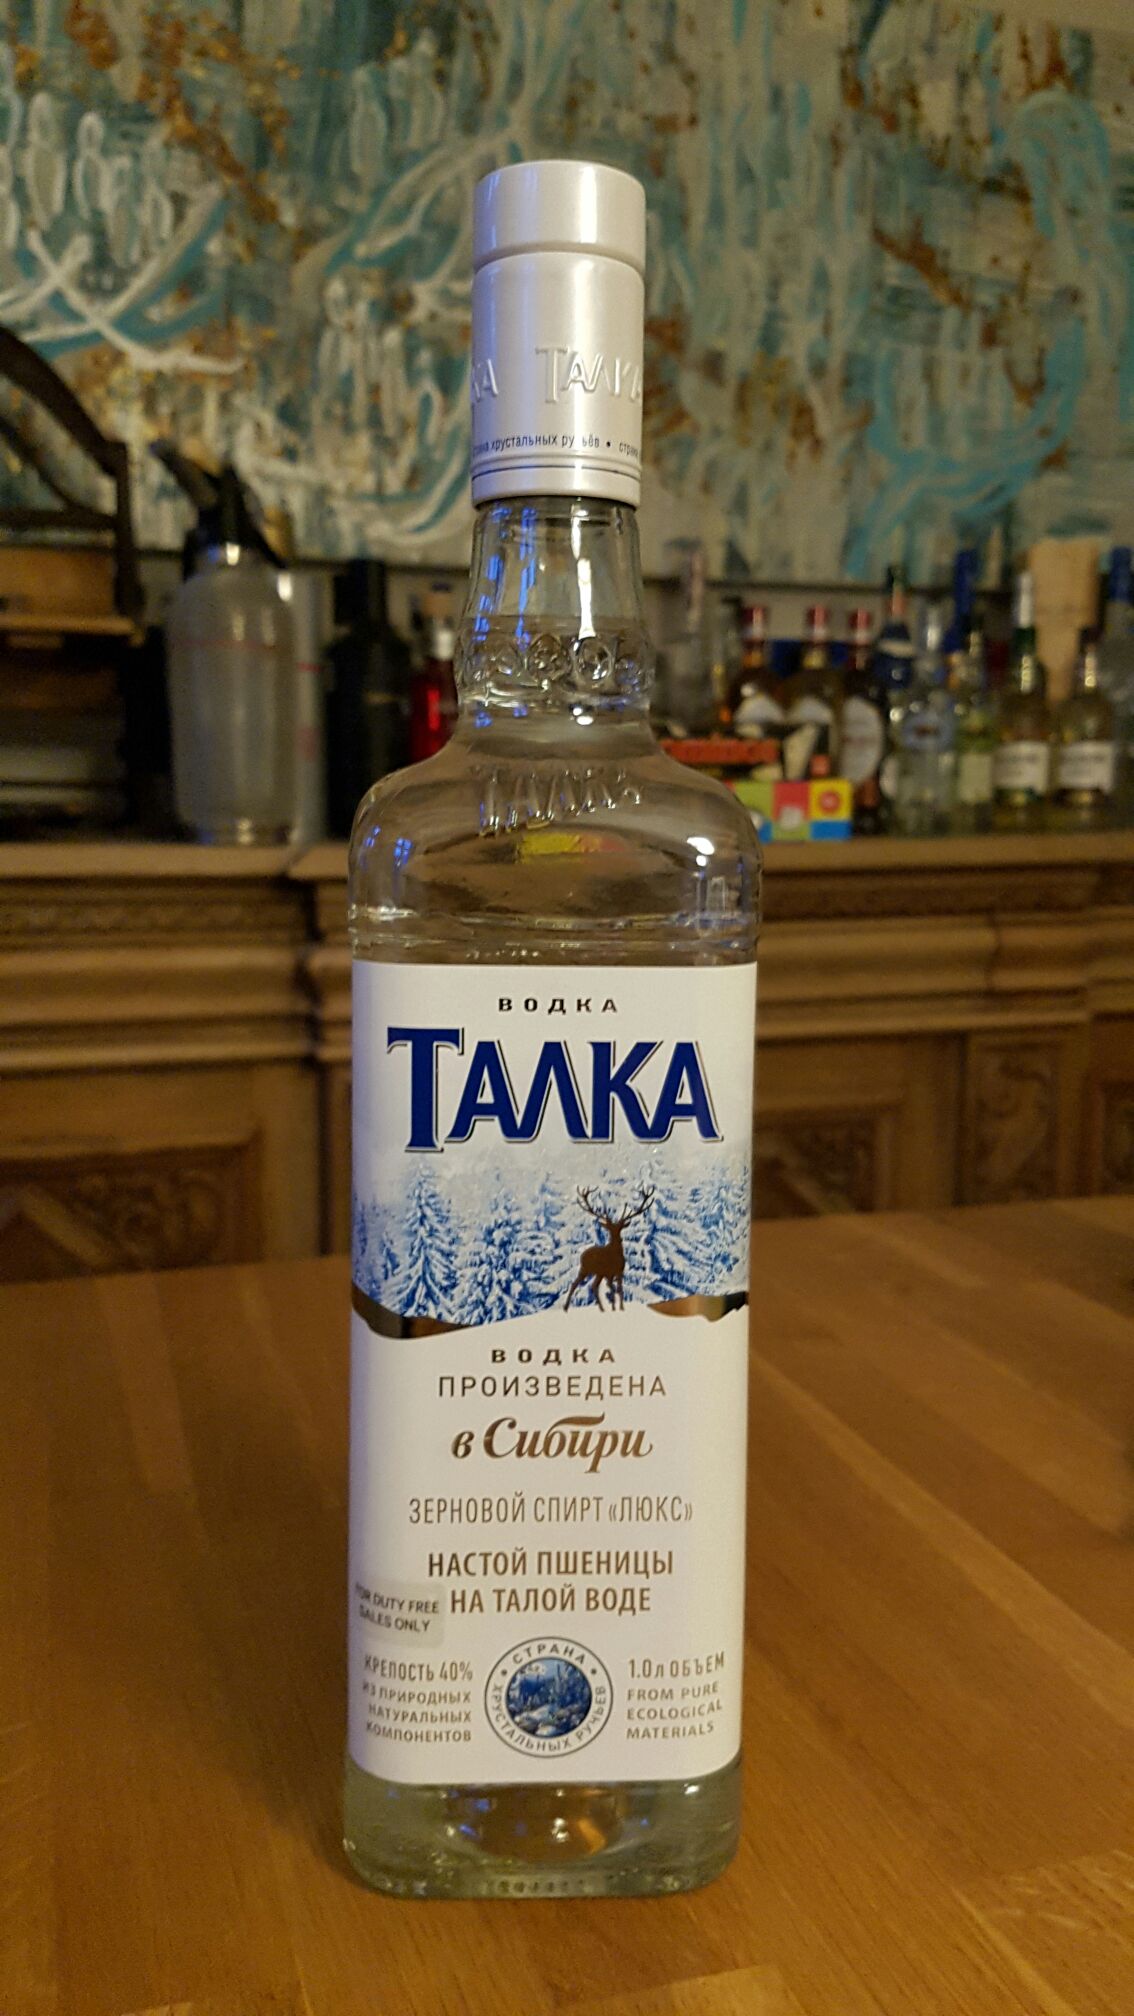 ТАЛКА
хрустальных ручьёв • страна
ТАЛКА
ВОДКА
ТАЛКА
ВОДКА
ПРОИЗВЕДЕНА
в Сибири
ЗЕРНОВОЙ СПИРТ «ЛЮКС»
НАСТОЙ ПШЕНИЦЫ
НА ТАЛОЙ ВОДЕ
FOR DUTY FREE
SALES ONLY
КРЕПОСТЬ 40%
ИЗ ПРИРОДНЫХ
НАТУРАЛЬНЫХ
КОМПОНЕНТОВ
СТРАНА
ХРУСТАЛЬНЫХ РУЧЬЕВ
1.0л ОБЪЕМ
FROM PURE
ECOLOGICAL
MATERIALS